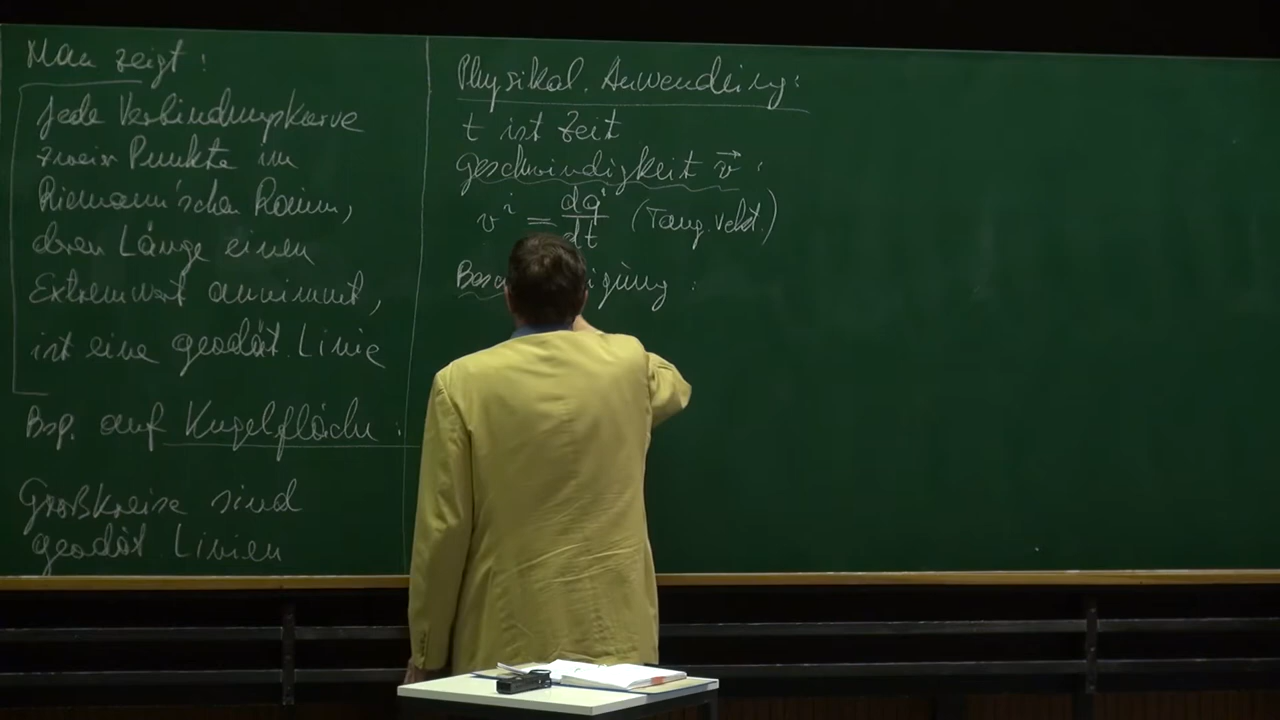 Man zeigt:
Jede Verbindungskurve
zweier Punkte im
Riemann'schen Raum,
deren Länge einen
Extremwert annimmt,
ist eine geodät. Linie
Bsp. auf Kugelfläche:
Großkreise sind
geodät. Linien
Physikal. Anwendung:
t ist Zeit
Geschwindigkeit v⃗:
vⁱ = dqⁱ/dt (Tang. vekt.)